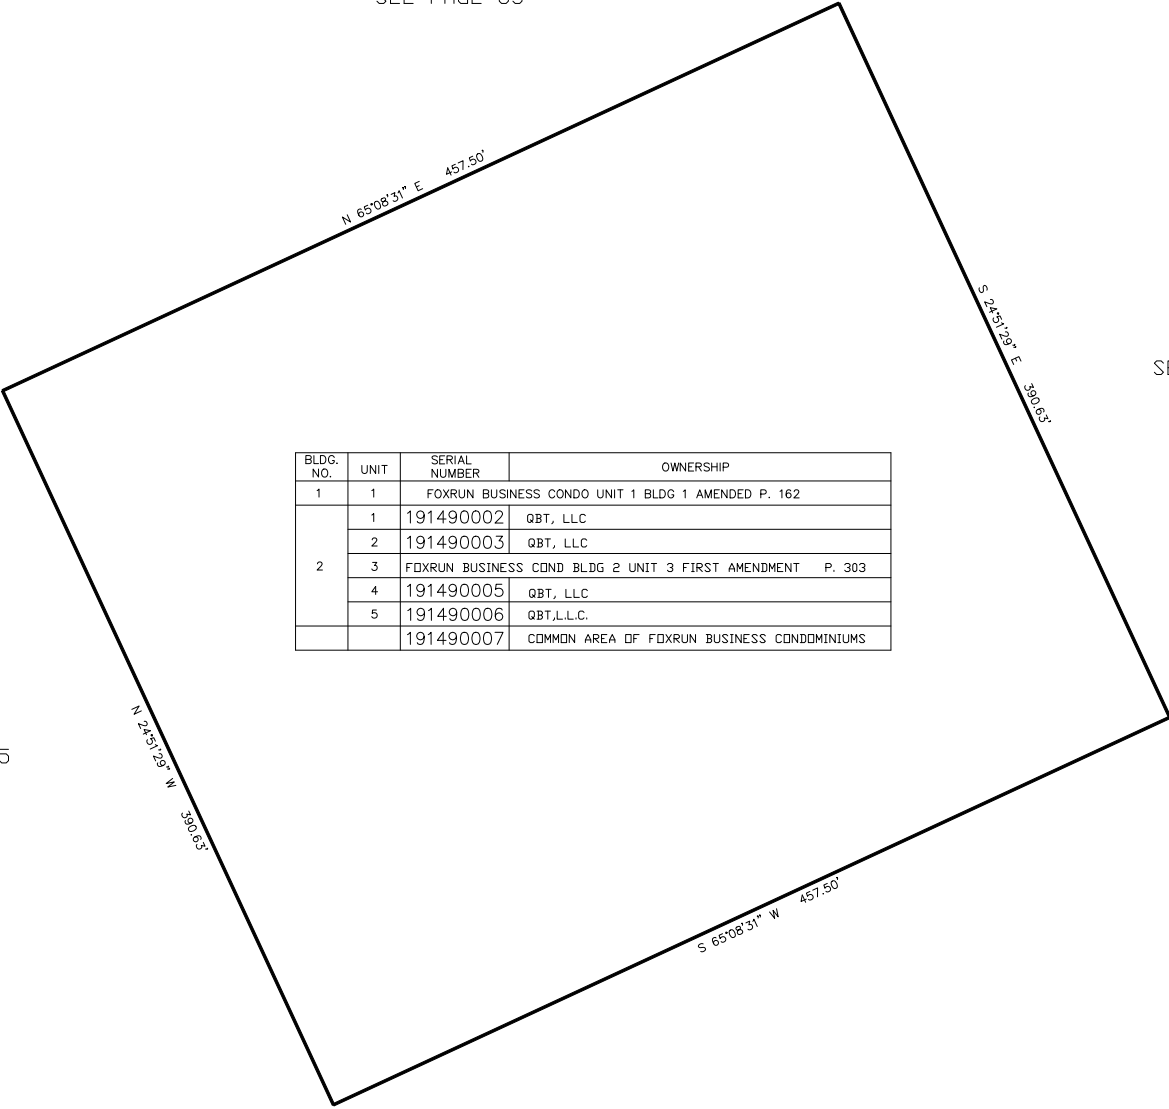 N 65°08'31" E 457.50'
S 24°51'29" E 390.63'
BLDG. NO. UNIT SERIAL NUMBER OWNERSHIP
1 1 FOXRUN BUSINESS CONDO UNIT 1 BLDG 1 AMENDED P. 162
1 191490002 QBT, LLC
2 191490003 QBT, LLC
2 3 FOXRUN BUSINESS COND BLDG 2 UNIT 3 FIRST AMENDMENT P. 303
4 191490005 QBT, LLC
5 191490006 QBT,L.L.C.
191490007 COMMON AREA OF FOXRUN BUSINESS CONDOMINIUMS
N 24°51'29" W 390.63'
S 65°08'31" W 457.50'